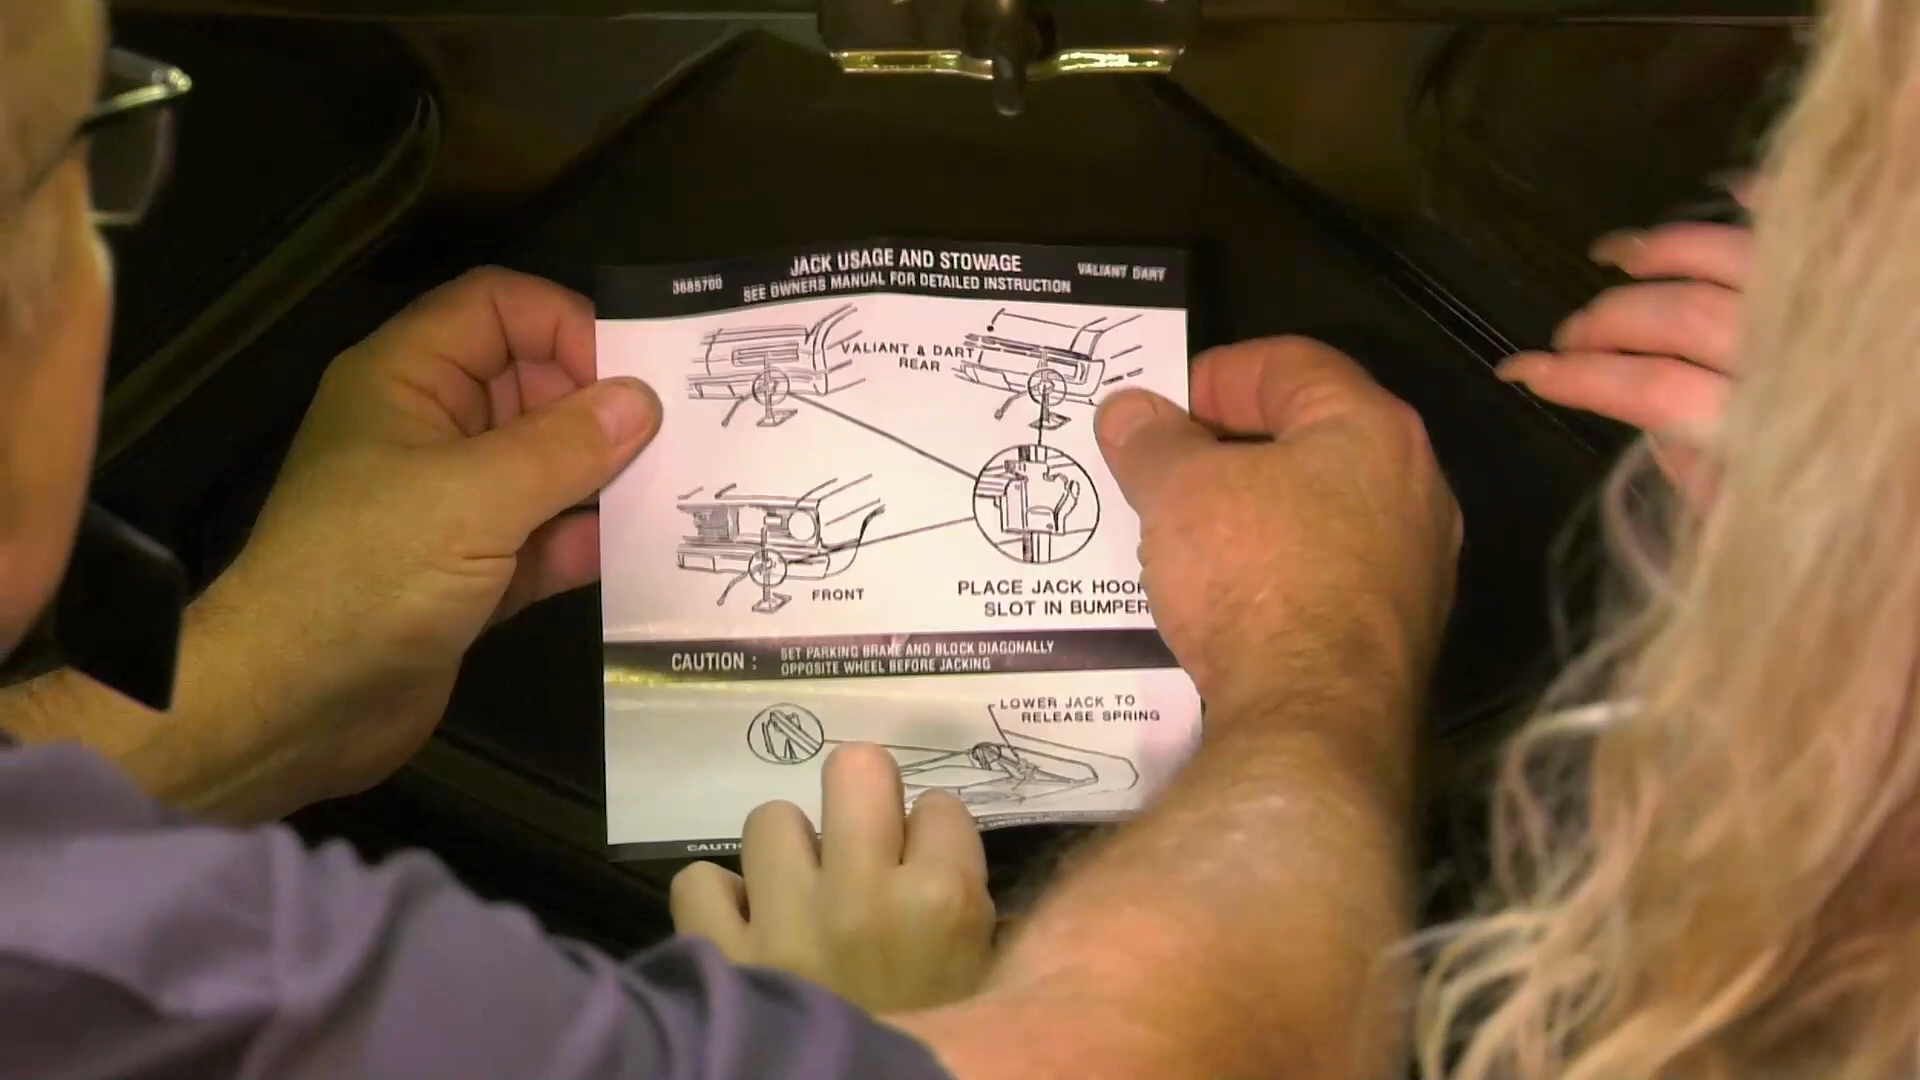 JACK USAGE AND STOWAGE
3685700
SEE OWNERS MANUAL FOR DETAILED INSTRUCTION
VALIANT DART
VALIANT & DART
REAR
FRONT
PLACE JACK HOOK
SLOT IN BUMPER
CAUTION :
SET PARKING BRAKE AND BLOCK DIAGONALLY
OPPOSITE WHEEL BEFORE JACKING
LOWER JACK TO
RELEASE SPRING